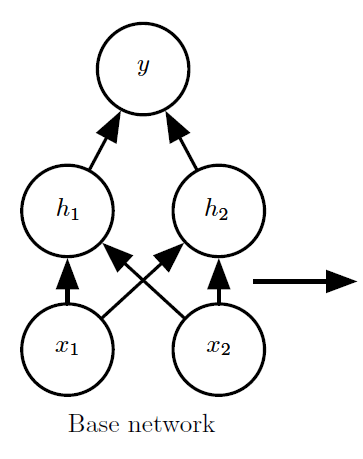 y
h₁ h₂
x₁ x₂
Base network